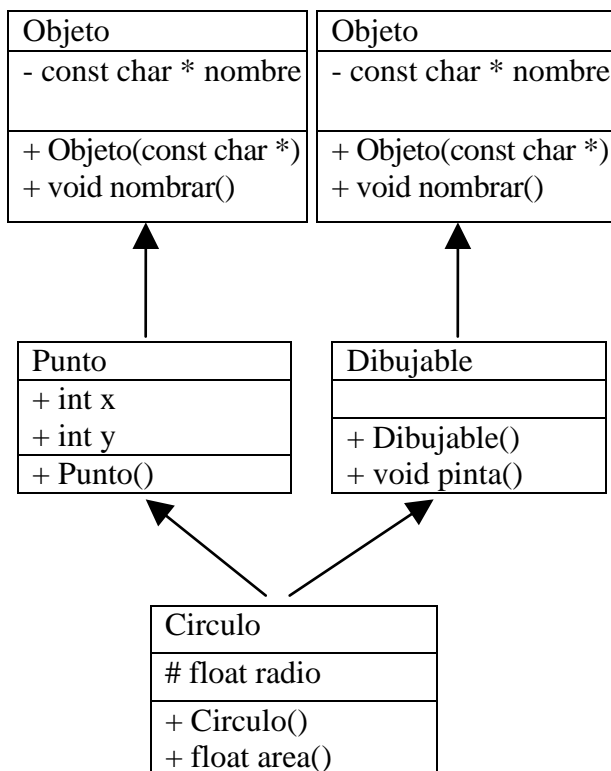 Objeto
- const char * nombre
+ Objeto(const char *)
+ void nombrar()
Objeto
- const char * nombre
+ Objeto(const char *)
+ void nombrar()
Punto
+ int x
+ int y
+ Punto()
Dibujable
+ Dibujable()
+ void pinta()
Circulo
# float radio
+ Circulo()
+ float area()